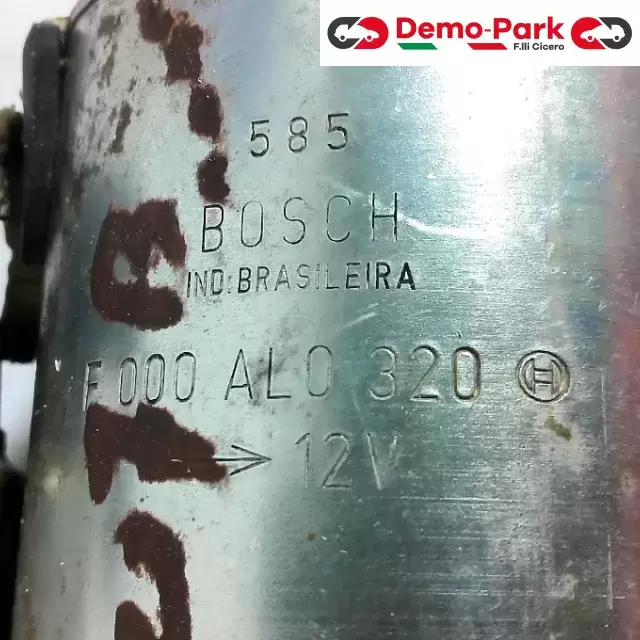 Demo-Park
F.lli Cicero
585
BOSCH
IND. BRASILEIRA
F 000 AL0 320
→ 12V